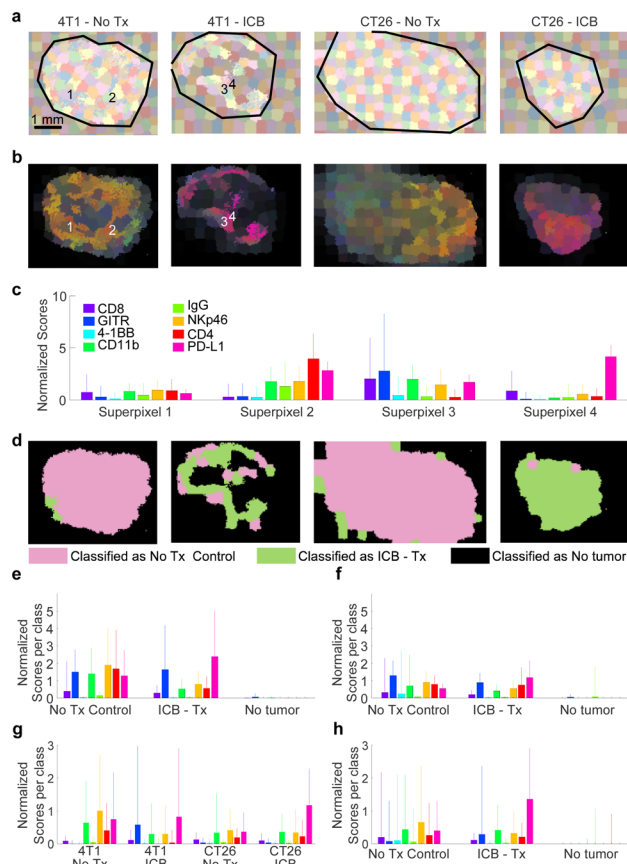 a
4T1 - No Tx
4T1 - ICB
CT26 - No Tx
CT26 - ICB
1
2
3
4
1 mm
b
1
2
3
4
c
Normalized Scores
10
5
0
CD8
GITR
4-1BB
CD11b
IgG
NKp46
CD4
PD-L1
Superpixel 1
Superpixel 2
Superpixel 3
Superpixel 4
d
Classified as No Tx Control
Classified as ICB - Tx
Classified as No tumor
e
Normalized
Scores per class
5
4
3
2
1
0
No Tx Control
ICB - Tx
No tumor
f
Normalized
Scores per class
5
4
3
2
1
0
No Tx Control
ICB - Tx
No tumor
g
Normalized
Scores per class
3
2
1
0
4T1
No Tx
4T1
ICB
CT26
No Tx
CT26
ICB
h
Normalized
Scores per class
3
2
1
0
No Tx Control
ICB - Tx
No tumor